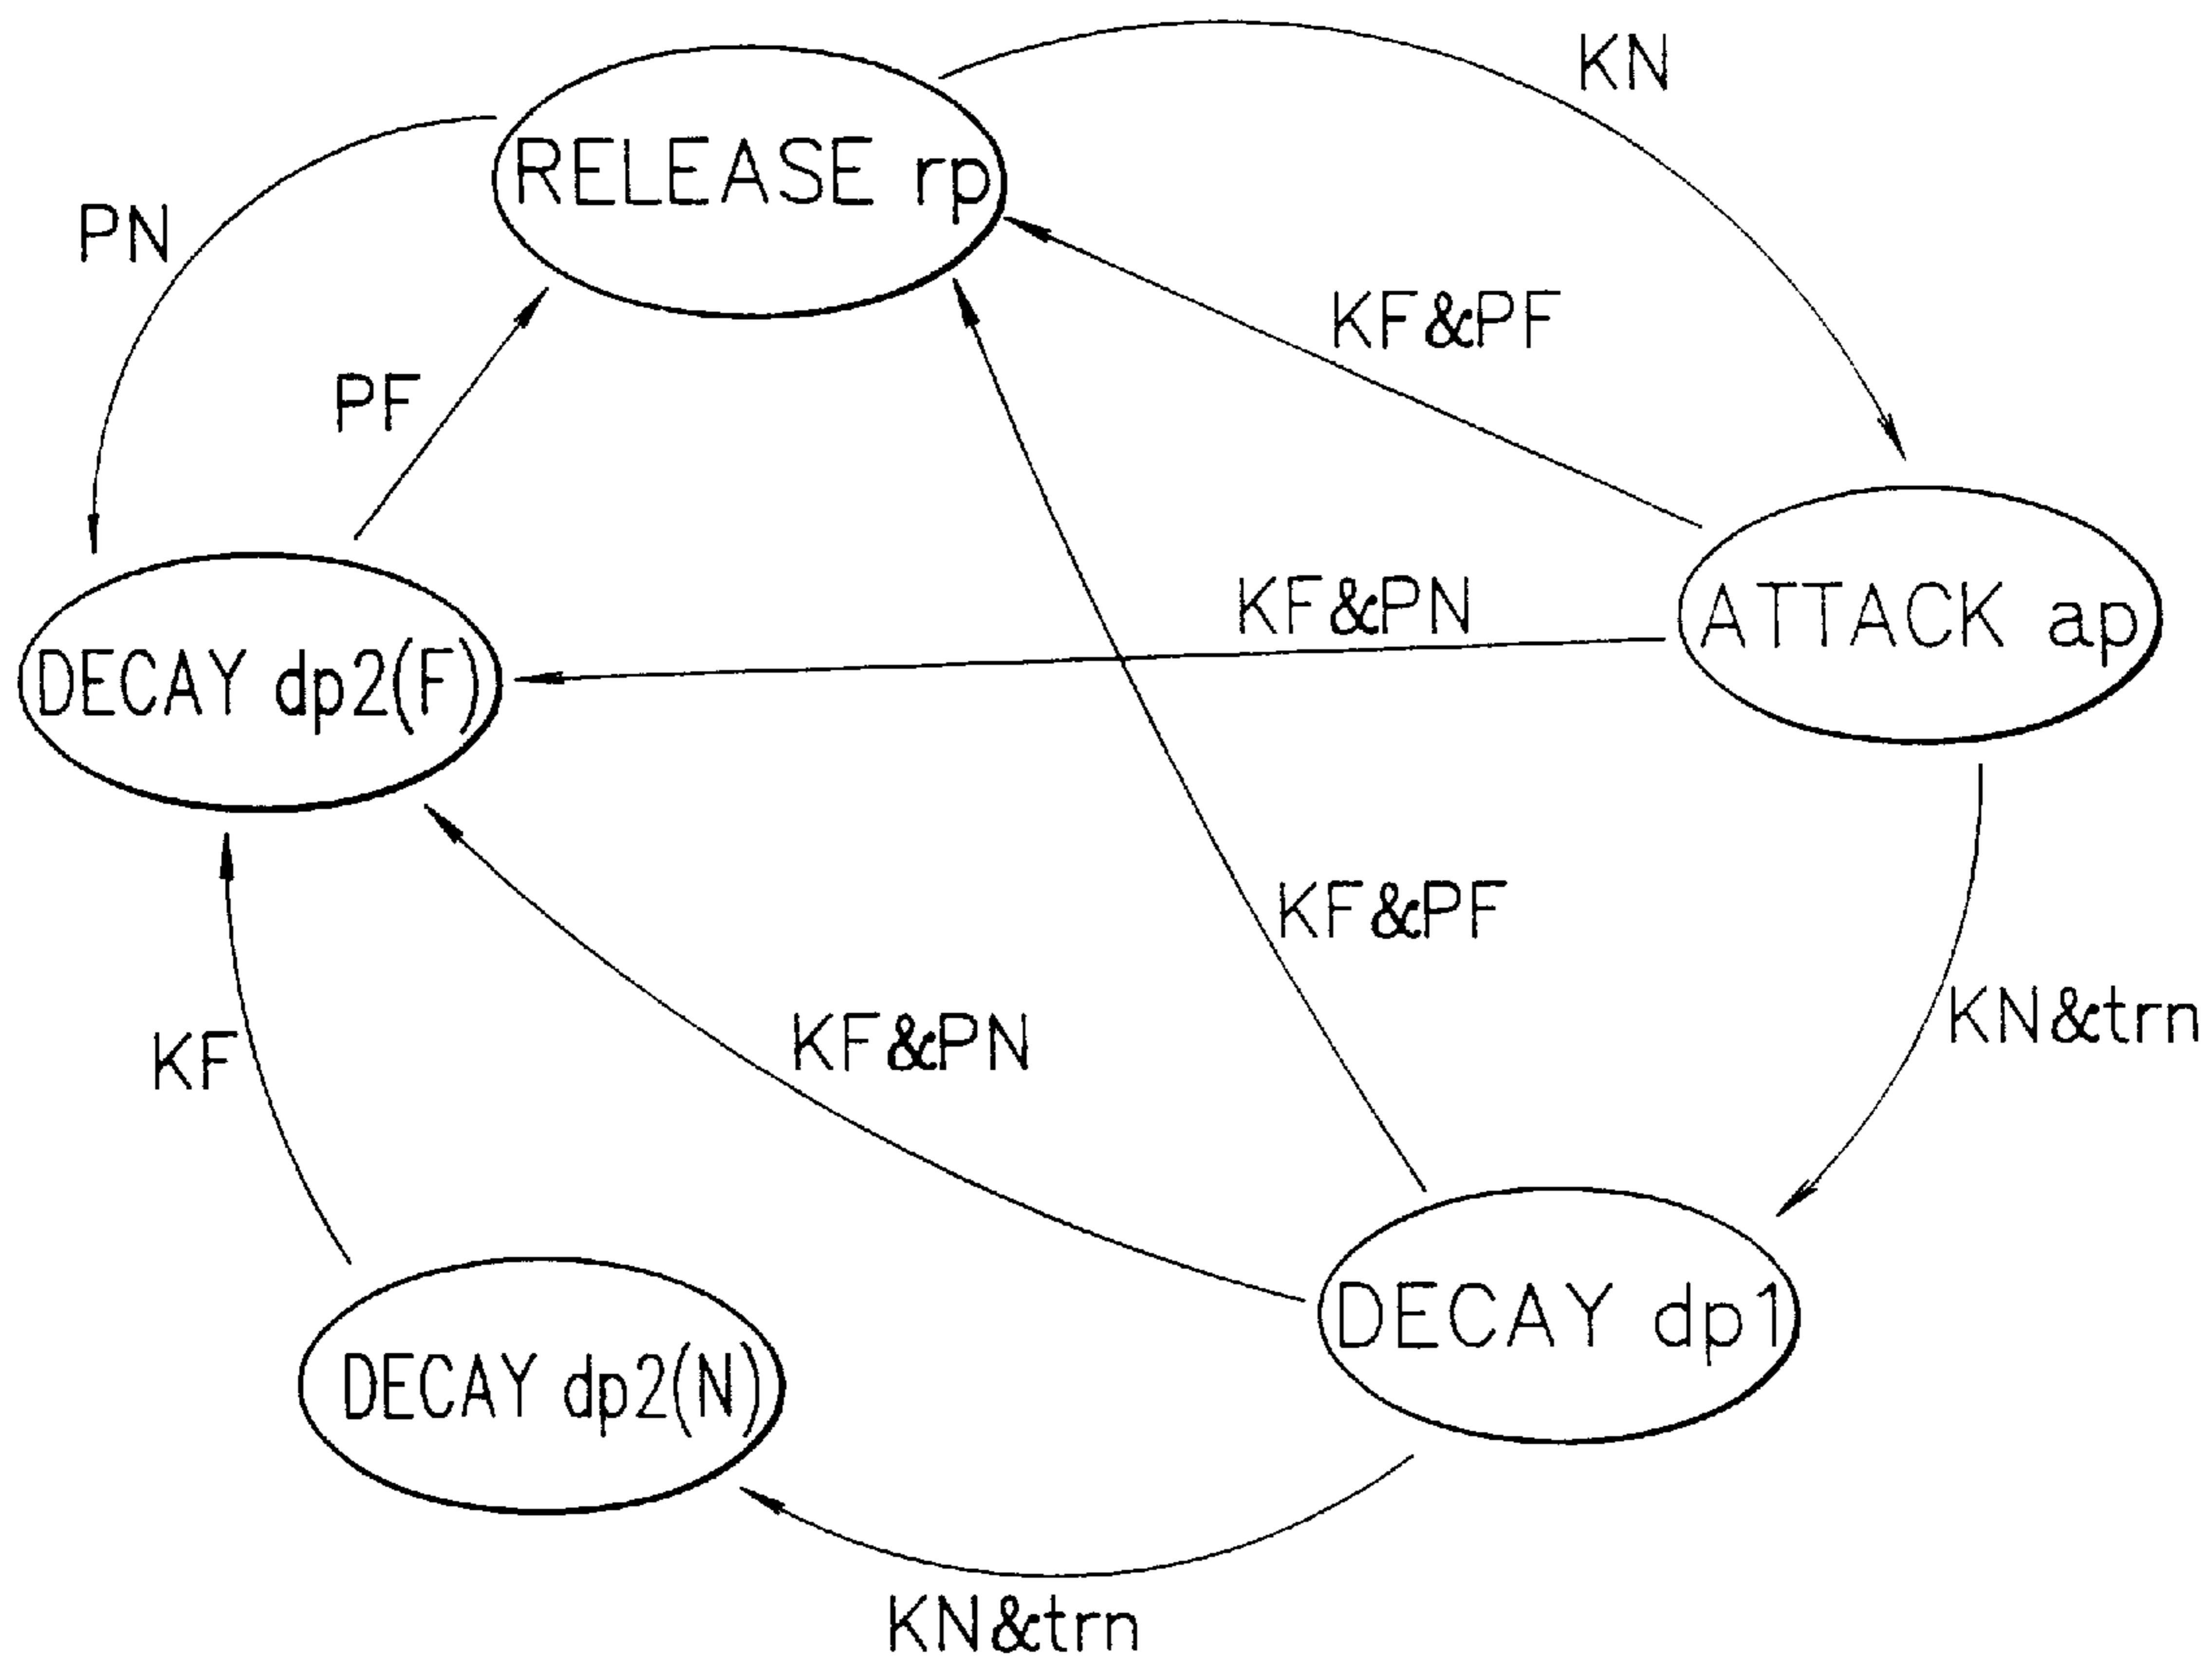 KN
RELEASE rp
PN
KF&PF
PF
KF&PN
ATTACK ap
DECAY dp2(F)
KF&PF
KN&trn
KF&PN
KF
DECAY dp1
DECAY dp2(N)
KN&trn